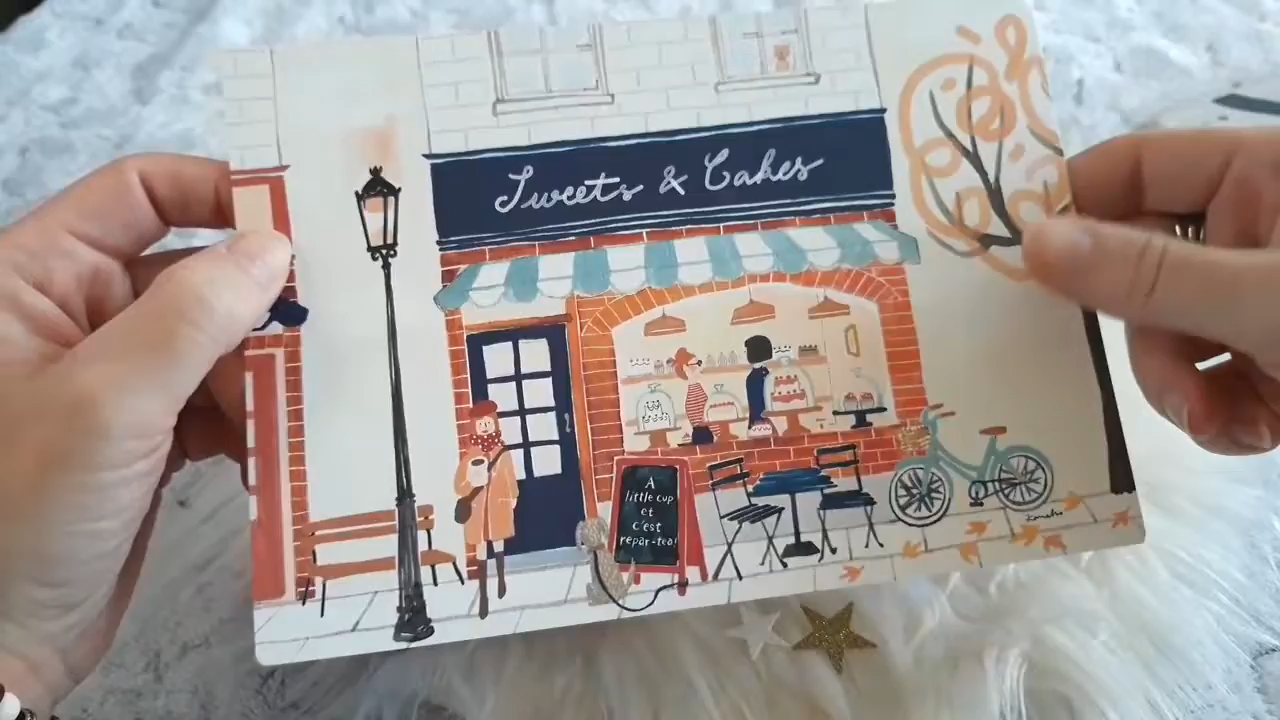 Sweets & Cakes
A
little cup
et
c'est
repar-tea!